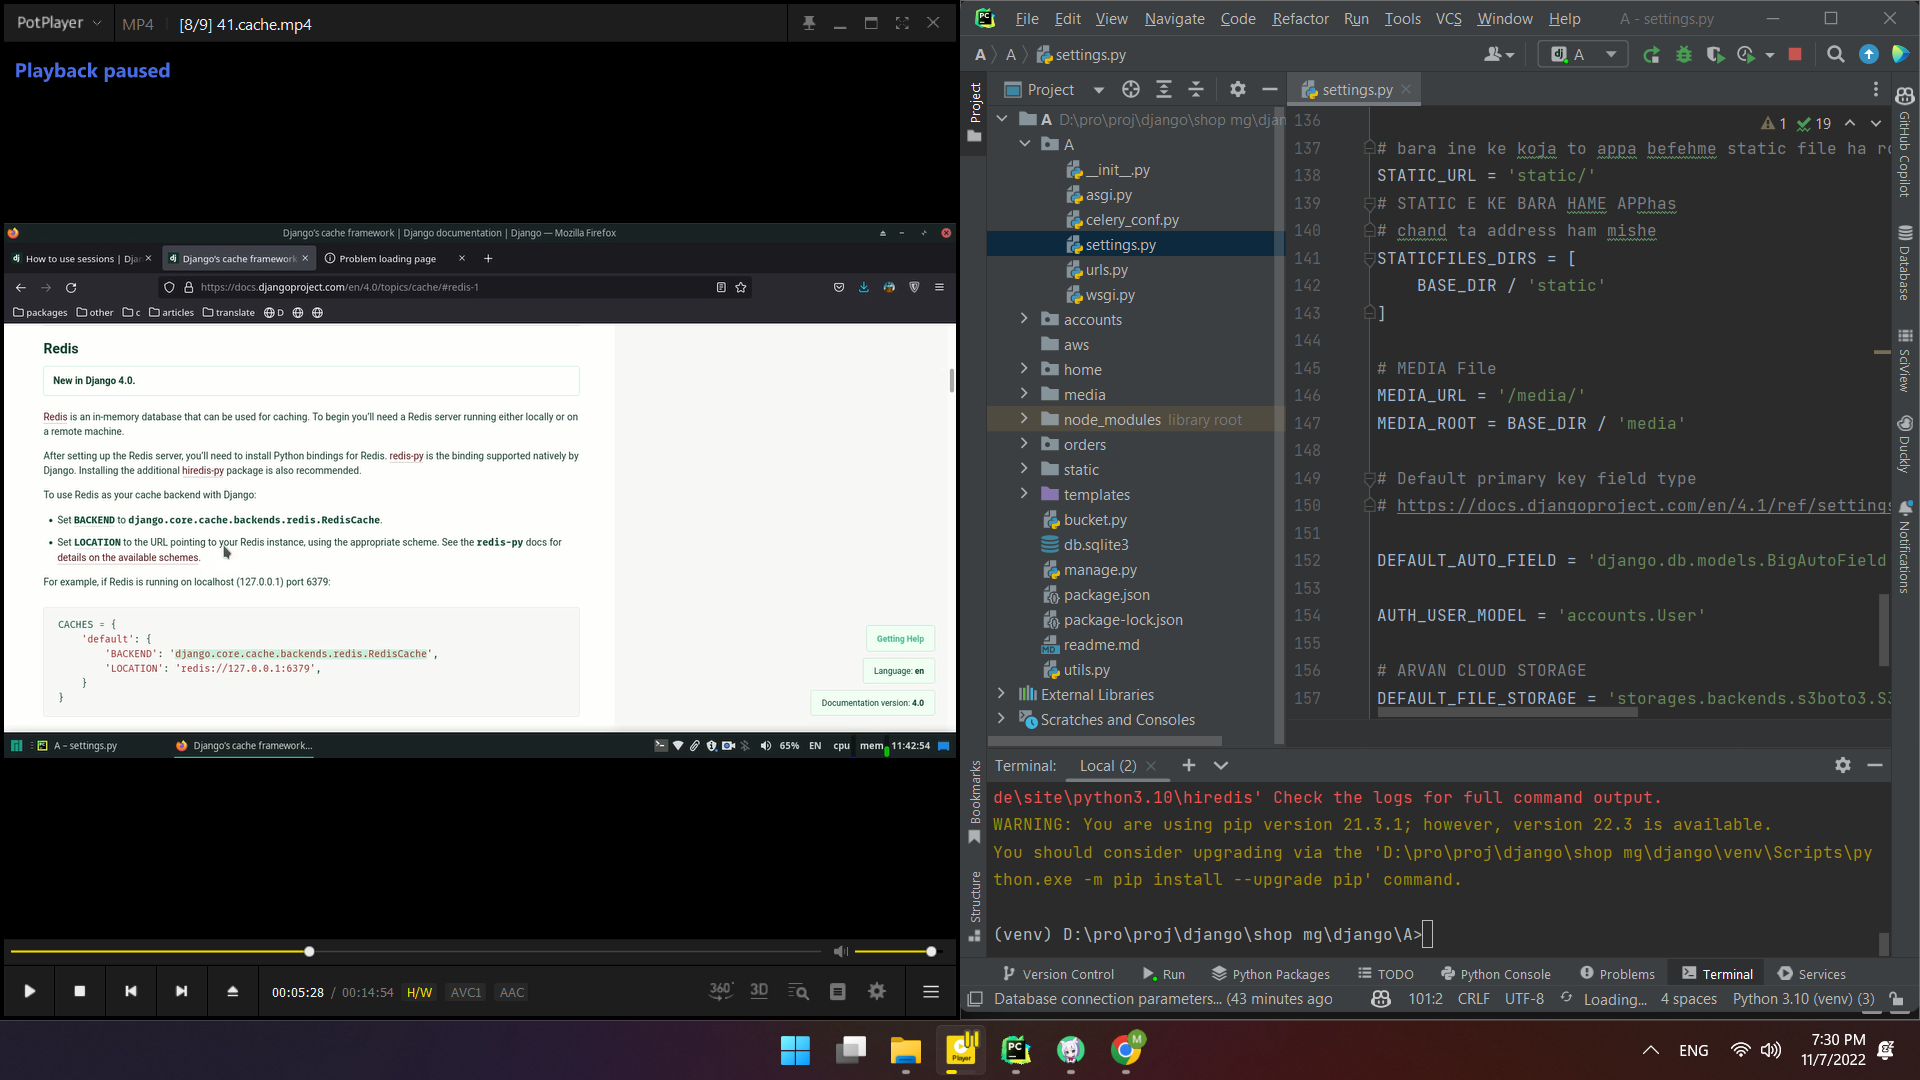 PotPlayer
MP4
[8/9] 41.cache.mp4
Playback paused
Django's cache framework | Django documentation | Django — Mozilla Firefox
How to use sessions | Djan
Django's cache framework
Problem loading page
https://docs.djangoproject.com/en/4.0/topics/cache/#redis-1
packages
other
c
articles
translate
D
Redis
New in Django 4.0.
Redis is an in-memory database that can be used for caching. To begin you'll need a Redis server running either locally or on
a remote machine.
After setting up the Redis server, you'll need to install Python bindings for Redis. redis-py is the binding supported natively by
Django. Installing the additional hiredis-py package is also recommended.
To use Redis as your cache backend with Django:
• Set BACKEND to django.core.cache.backends.redis.RedisCache.
• Set LOCATION to the URL pointing to your Redis instance, using the appropriate scheme. See the redis-py docs for
details on the available schemes.
For example, if Redis is running on localhost (127.0.0.1) port 6379:
CACHES = {
'default': {
'BACKEND': 'django.core.cache.backends.redis.RedisCache',
'LOCATION': 'redis://127.0.0.1:6379',
}
}
Getting Help
Language: en
Documentation version: 4.0
A – settings.py
Django's cache framework...
65%
EN
cpu
mem
11:42:54
00:05:28 / 00:14:54
H/W
AVC1
AAC
360°
3D
File Edit View Navigate Code Refactor Run Tools VCS Window Help
A - settings.py
A
A
settings.py
A
Project
Project
settings.py
A D:\pro\proj\django\shop mg\djan
A
__init__.py
asgi.py
celery_conf.py
settings.py
urls.py
wsgi.py
accounts
aws
home
media
node_modules library root
orders
static
templates
bucket.py
db.sqlite3
manage.py
package.json
package-lock.json
readme.md
utils.py
External Libraries
Scratches and Consoles
1 19
136
137 # bara ine ke koja to appa befehme static file ha ro
138 STATIC_URL = 'static/'
139 # STATIC E KE BARA HAME APPhas
140 # chand ta address ham mishe
141 STATICFILES_DIRS = [
142 BASE_DIR / 'static'
143 ]
144
145 # MEDIA File
146 MEDIA_URL = '/media/'
147 MEDIA_ROOT = BASE_DIR / 'media'
148
149 # Default primary key field type
150 # https://docs.djangoproject.com/en/4.1/ref/settings
151
152 DEFAULT_AUTO_FIELD = 'django.db.models.BigAutoField
153
154 AUTH_USER_MODEL = 'accounts.User'
155
156 # ARVAN CLOUD STORAGE
157 DEFAULT_FILE_STORAGE = 'storages.backends.s3boto3.S3
GitHub Copilot
Database
SciView
Duckly
Notifications
Bookmarks
Structure
Terminal:
Local (2)
de\site\python3.10\hiredis' Check the logs for full command output.
WARNING: You are using pip version 21.3.1; however, version 22.3 is available.
You should consider upgrading via the 'D:\pro\proj\django\shop mg\django\venv\Scripts\py
thon.exe -m pip install --upgrade pip' command.
(venv) D:\pro\proj\django\shop mg\django\A>
Version Control
Run
Python Packages
TODO
Python Console
Problems
Terminal
Services
Database connection parameters... (43 minutes ago
101:2
CRLF
UTF-8
Loading...
4 spaces
Python 3.10 (venv) (3)
ENG
7:30 PM
11/7/2022